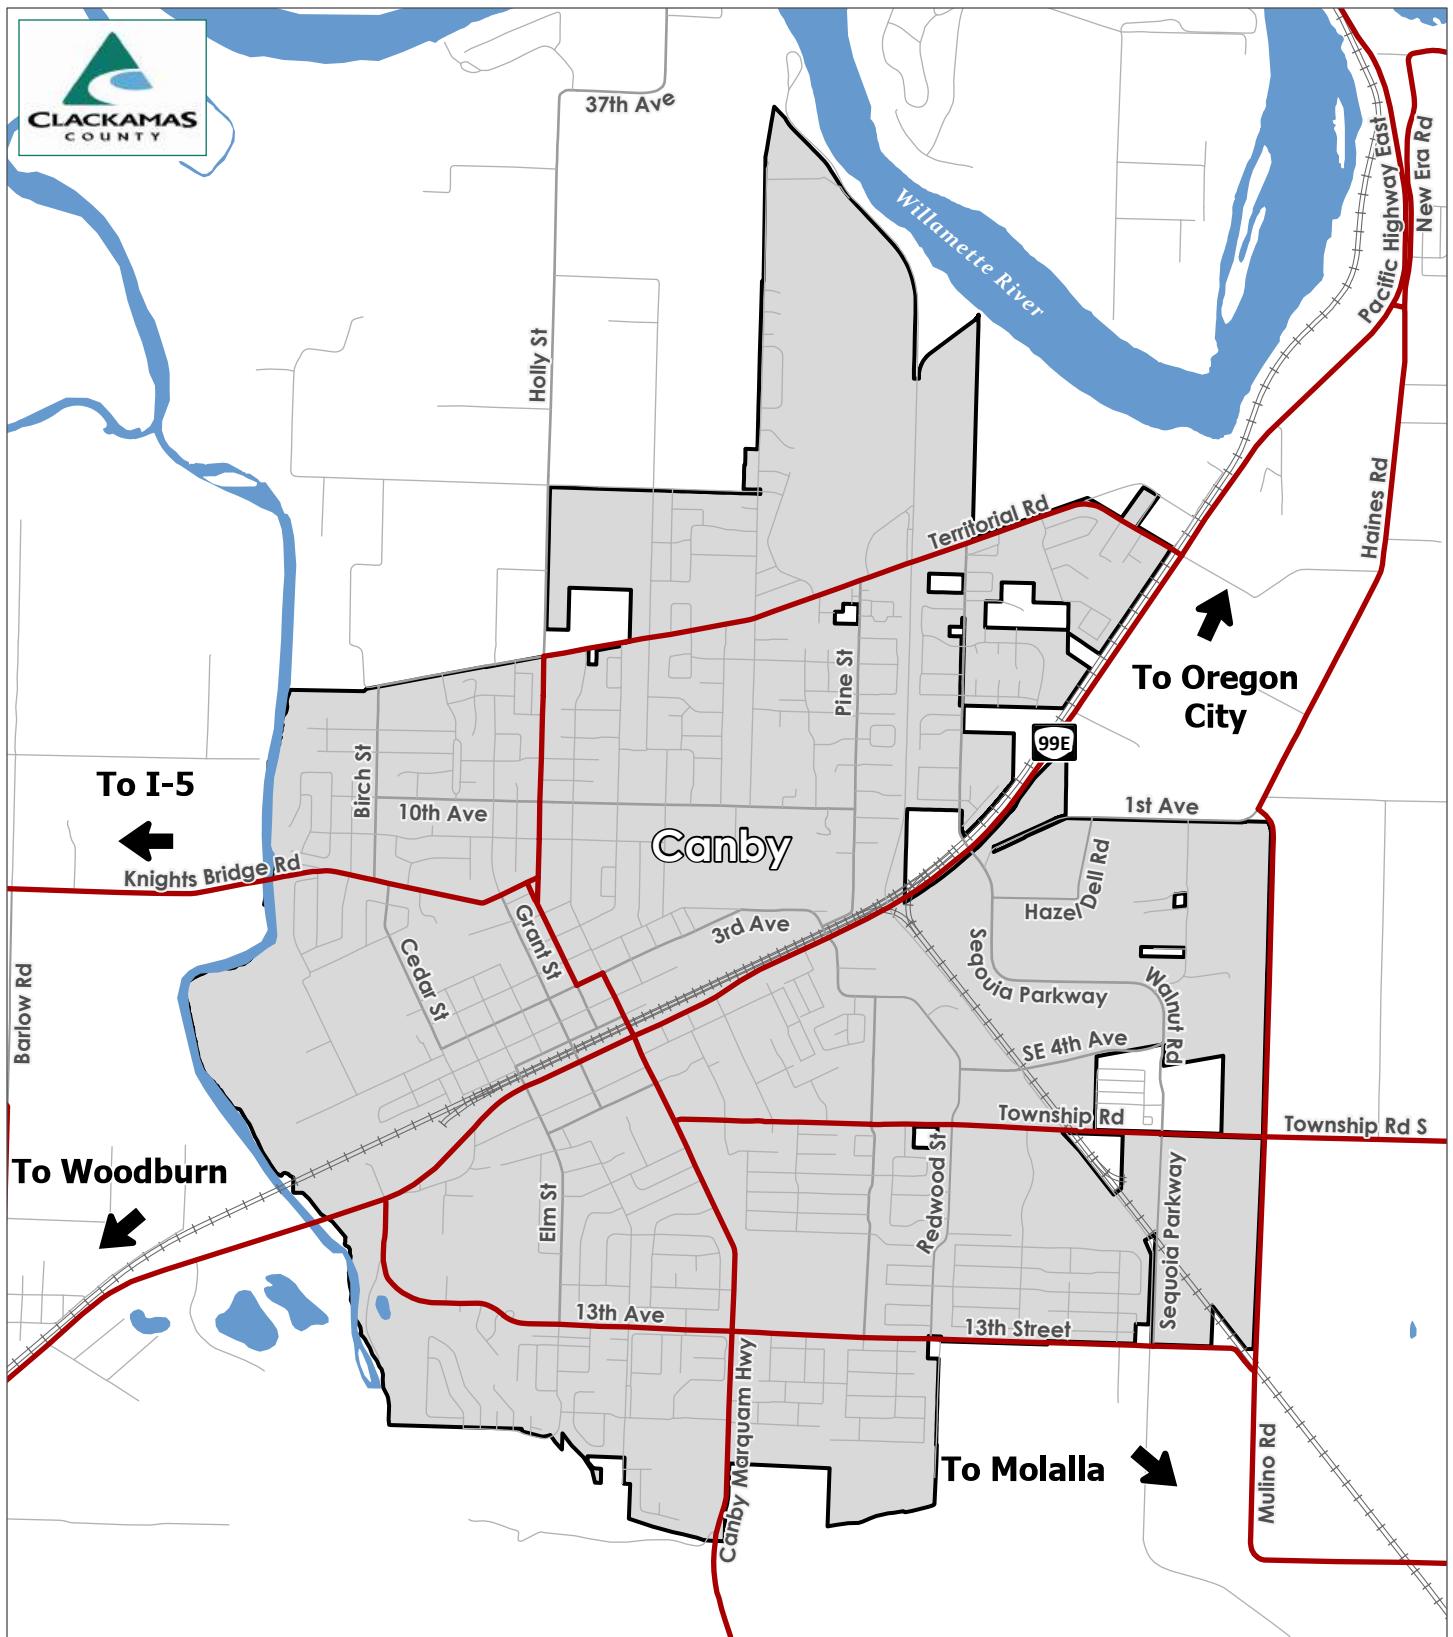 CLACKAMAS
COUNTY
37th Ave
Pacific Highway East
New Era Rd
Willamette River
Holly St
Haines Rd
Territorial Rd
Pine St
To Oregon
City
99E
Birch St
To I-5
10th Ave
1st Ave
Canby
Knights Bridge Rd
Hazel Dell Rd
Grant St
3rd Ave
Cedar St
Seqouia Parkway
Walnut Rd
Barlow Rd
SE 4th Ave
Township Rd
Township Rd S
To Woodburn
Elm St
Redwood St
Sequoia Parkway
13th Ave
13th Street
Canby Marquam Hwy
To Molalla
Mulino Rd